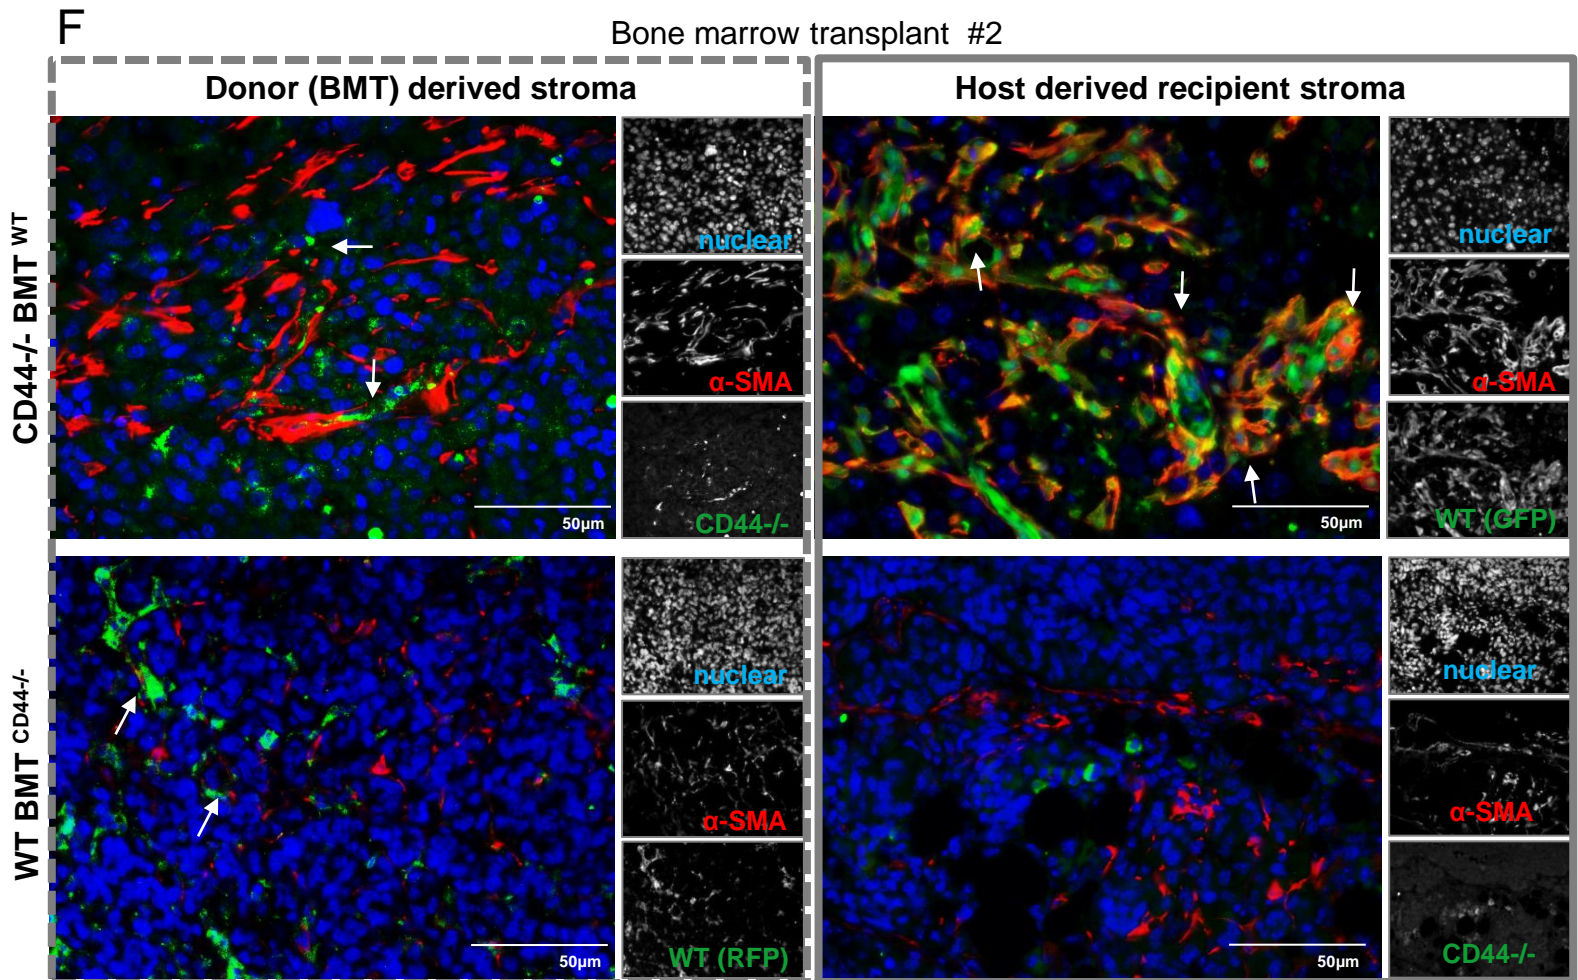 F
Bone marrow transplant #2
Donor (BMT) derived stroma
Host derived recipient stroma
CD44-/- BMT WT
nuclear
α-SMA
CD44-/-
50µm
nuclear
α-SMA
WT (GFP)
50µm
WT BMT CD44-/-
nuclear
α-SMA
WT (RFP)
50µm
nuclear
α-SMA
CD44-/-
50µm